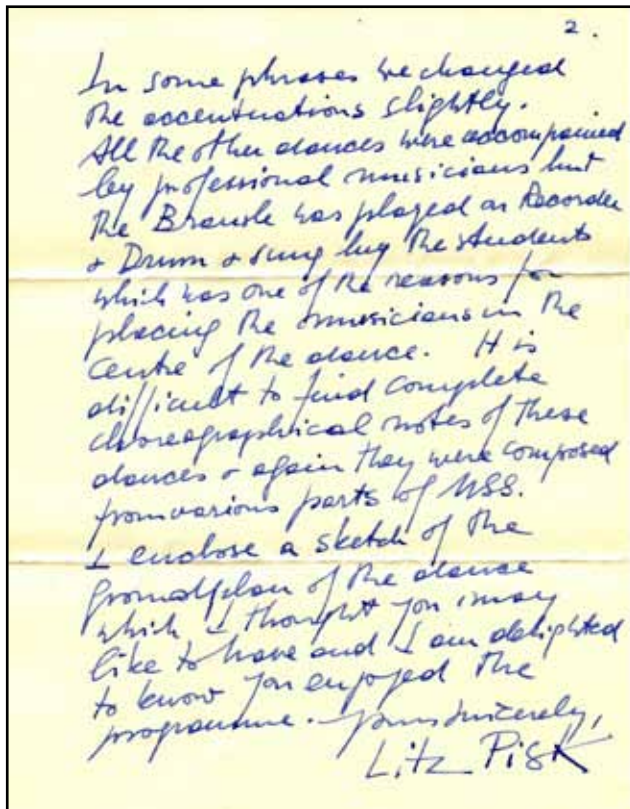 2.
In some phrases we changed
the accentuations slightly.
All the other dances were accompanied
by professional musicians but
the Bransle was played on Recorder
& Drum & sung by the students
which was one of the reasons for
placing the musicians in the
centre of the dance. It is
difficult to find complete
choreographical notes of these
dances & again they were composed
from various parts of MSS.
I enclose a sketch of the
groundplan of the dance
which I thought you may
like to have and I am delighted
to know you enjoyed the
programme. Yours sincerely,
Litz Pisk